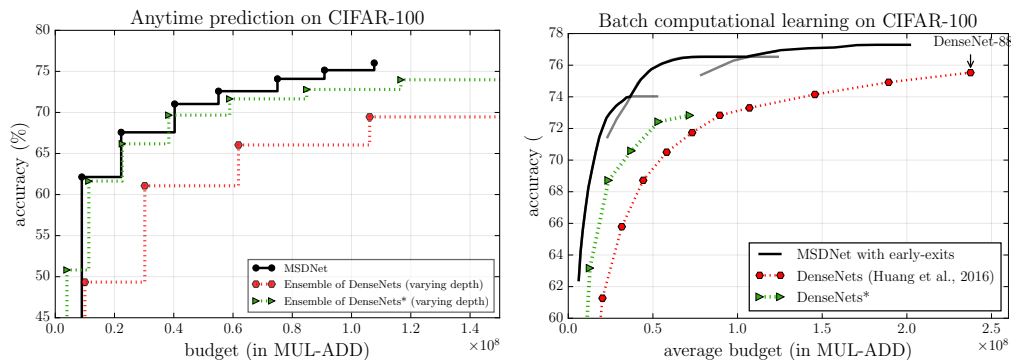 Anytime prediction on CIFAR-100
80
75
70
65
60
55
50
45
accuracy (%)
0.0
0.2
0.4
0.6
0.8
1.0
1.2
1.4
×10⁸
budget (in MUL-ADD)
MSDNet
Ensemble of DenseNets (varying depth)
Ensemble of DenseNets* (varying depth)
Batch computational learning on CIFAR-100
DenseNet-88
78
76
74
72
70
68
66
64
62
60
accuracy (
0.0
0.5
1.0
1.5
2.0
2.5
×10⁸
average budget (in MUL-ADD)
MSDNet with early-exits
DenseNets (Huang et al., 2016)
DenseNets*